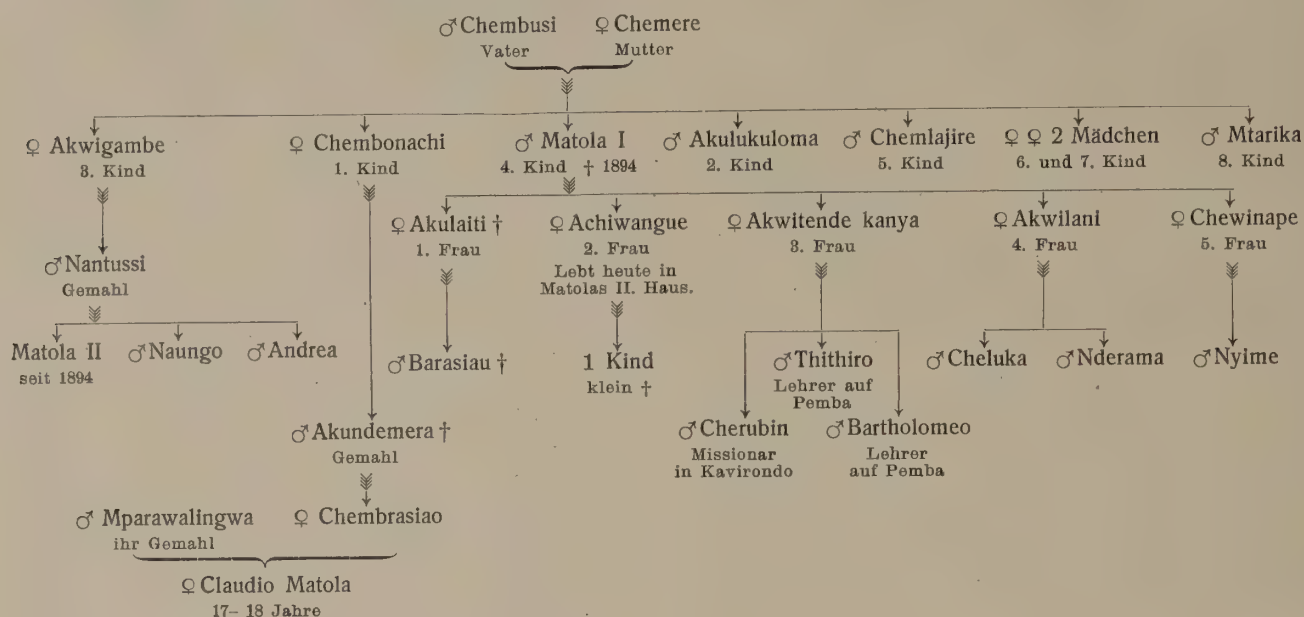 ♂ Chembusi ♀ Chemere
Vater Mutter
♀ Akwigambe ♀ Chembonachi ♂ Matola I ♂ Akulukuloma ♂ Chemlajire ♀ ♀ 2 Mädchen ♂ Mtarika
3. Kind 1. Kind 4. Kind † 1894 2. Kind 5. Kind 6. und 7. Kind 8. Kind
♀ Akulaiti † ♀ Achiwangue ♀ Akwitende kanya ♀ Akwilani ♀ Chewinape
1. Frau 2. Frau 3. Frau 4. Frau 5. Frau
Lebt heute in
Matolas II. Haus.
♂ Nantussi
Gemahl
Matola II ♂ Naungo ♂ Andrea
seit 1894
♂ Barasiau † 1 Kind ♂ Thithiro ♂ Cheluka ♂ Nderama ♂ Nyime
klein † Lehrer auf
Pemba
♂ Cherubin ♂ Bartholomeo
Missionar Lehrer
in Kavirondo auf Pemba
♂ Akundemera †
Gemahl
♂ Mparawalingwa ♀ Chembrasiao
ihr Gemahl
♀ Claudio Matola
17– 18 Jahre